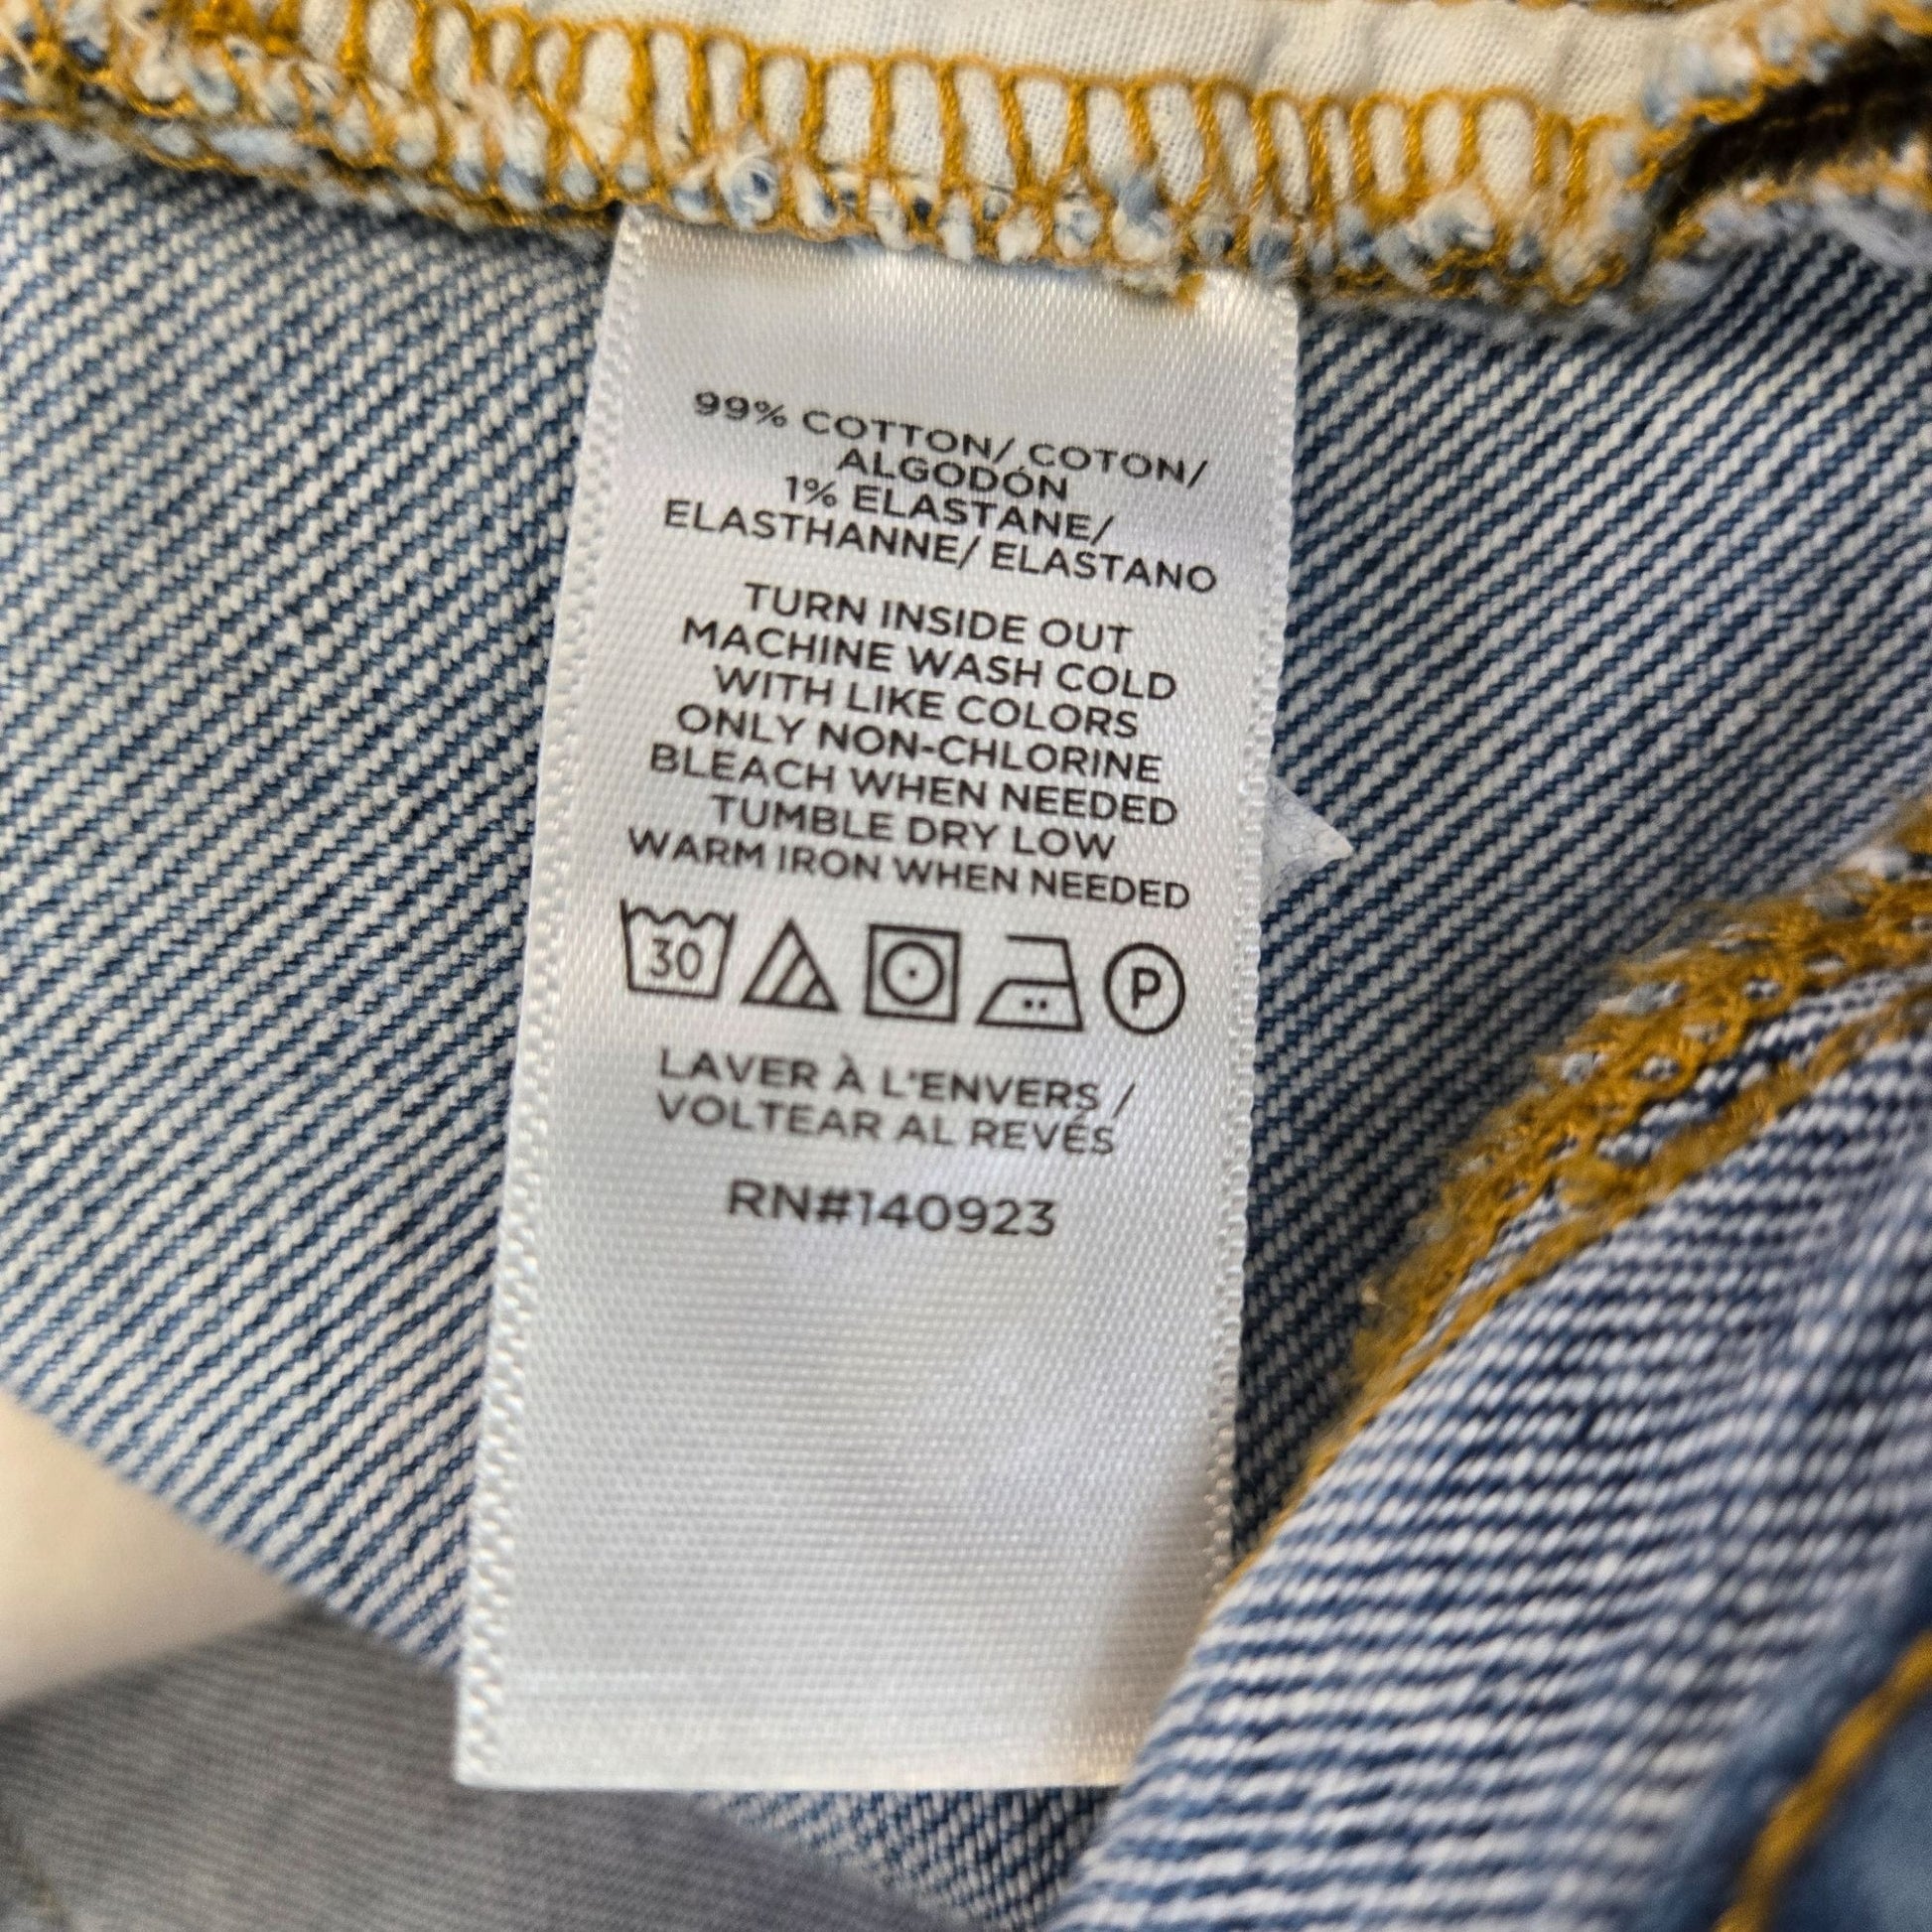 99% COTTON/ COTON/
ALGODÓN
1% ELASTANE/
ELASTHANNE/ ELASTANO
TURN INSIDE OUT
MACHINE WASH COLD
WITH LIKE COLORS
ONLY NON-CHLORINE
BLEACH WHEN NEEDED
TUMBLE DRY LOW
WARM IRON WHEN NEEDED
30 P
LAVER À L'ENVERS /
VOLTEAR AL REVÉS
RN#140923